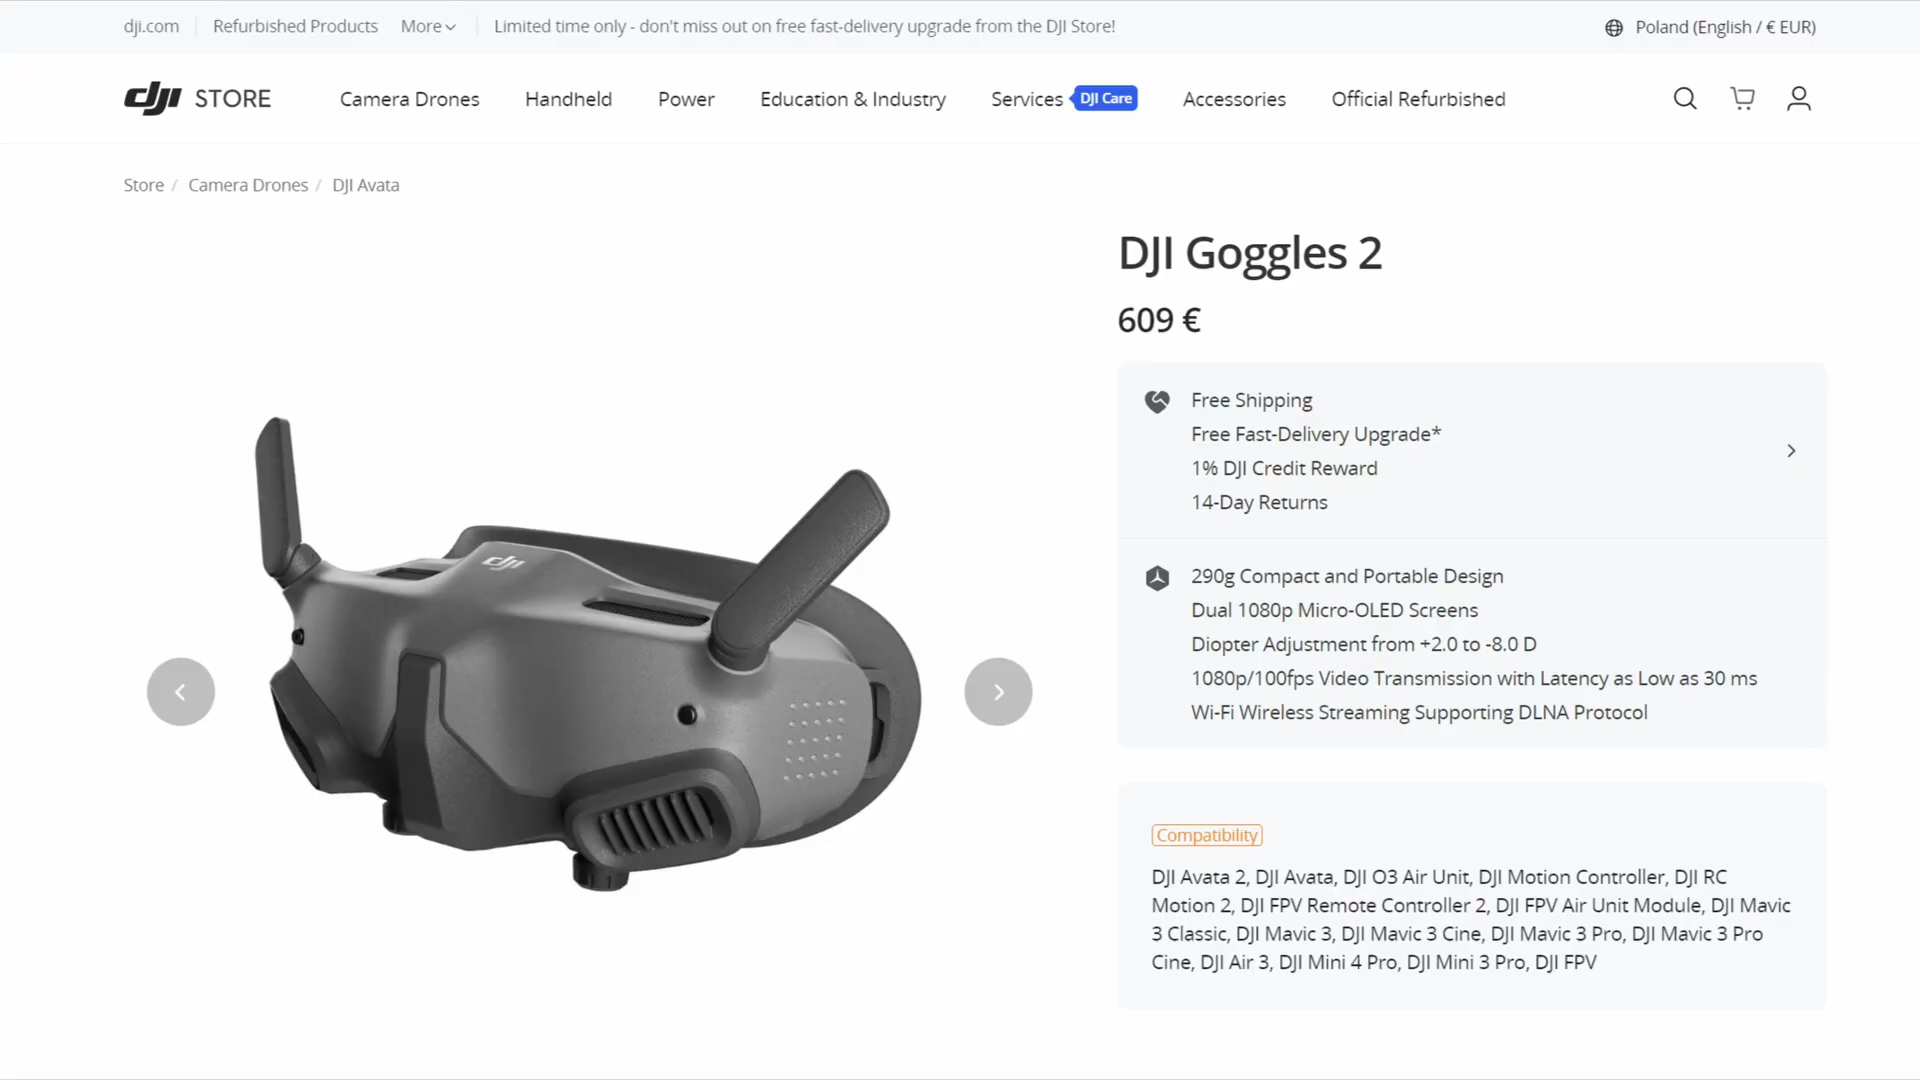 dji.com
Refurbished Products
More
Limited time only - don't miss out on free fast-delivery upgrade from the DJI Store!
Poland (English / € EUR)
dji STORE
Camera Drones
Handheld
Power
Education & Industry
Services
DJI Care
Accessories
Official Refurbished
Store / Camera Drones / DJI Avata
DJI Goggles 2
609 €
Free Shipping
Free Fast-Delivery Upgrade*
1% DJI Credit Reward
14-Day Returns
dji
290g Compact and Portable Design
Dual 1080p Micro-OLED Screens
Diopter Adjustment from +2.0 to -8.0 D
1080p/100fps Video Transmission with Latency as Low as 30 ms
Wi-Fi Wireless Streaming Supporting DLNA Protocol
Compatibility
DJI Avata 2, DJI Avata, DJI O3 Air Unit, DJI Motion Controller, DJI RC
Motion 2, DJI FPV Remote Controller 2, DJI FPV Air Unit Module, DJI Mavic
3 Classic, DJI Mavic 3, DJI Mavic 3 Cine, DJI Mavic 3 Pro, DJI Mavic 3 Pro
Cine, DJI Air 3, DJI Mini 4 Pro, DJI Mini 3 Pro, DJI FPV